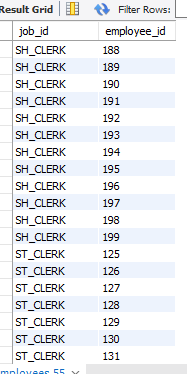 Result Grid Filter Rows:
job_id employee_id
SH_CLERK 188
SH_CLERK 189
SH_CLERK 190
SH_CLERK 191
SH_CLERK 192
SH_CLERK 193
SH_CLERK 194
SH_CLERK 195
SH_CLERK 196
SH_CLERK 197
SH_CLERK 198
SH_CLERK 199
ST_CLERK 125
ST_CLERK 126
ST_CLERK 127
ST_CLERK 128
ST_CLERK 129
ST_CLERK 130
ST_CLERK 131
mployees 55